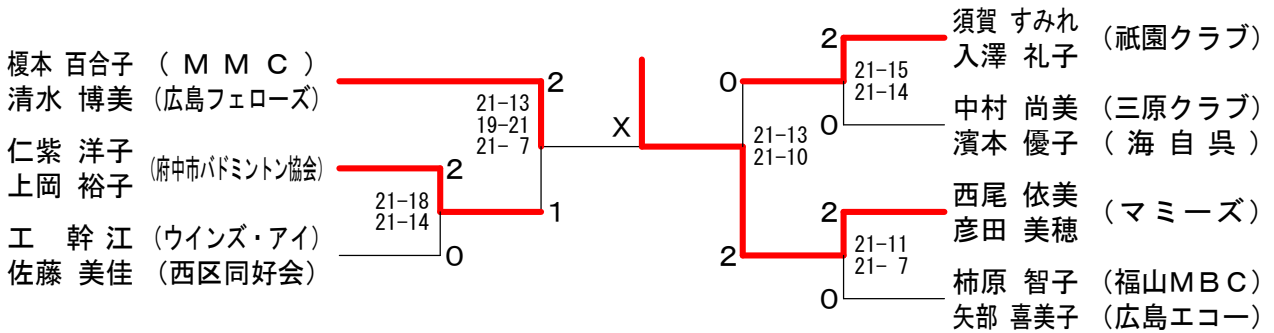 榎本 百合子 ( ＭＭＣ )
清水 博美 (広島フェローズ)
仁紫 洋子
上岡 裕子
(府中市バドミントン協会)
工 幹江 (ウインズ・アイ)
佐藤 美佳 (西区同好会)
2
21-13
19-21
21- 7
2
21-18
21-14
1
0
X
須賀 すみれ
入澤 礼子
(祇園クラブ)
2
0
21-15
21-14
中村 尚美 (三原クラブ)
濱本 優子 ( 海自呉 )
0
21-13
21-10
西尾 依美
彦田 美穂
(マミーズ)
2
2
21-11
21- 7
柿原 智子 (福山ＭＢＣ)
矢部 喜美子 (広島エコー)
0